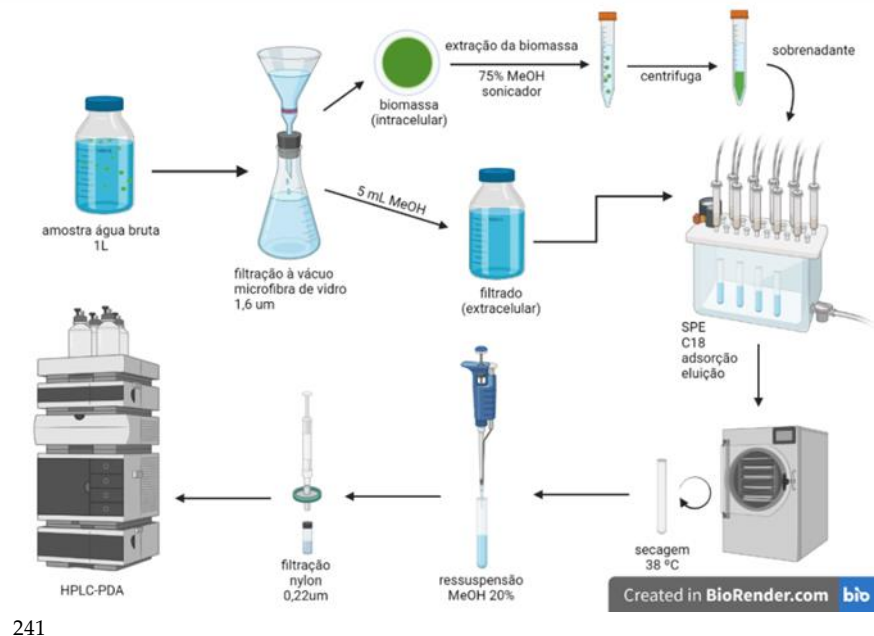 amostra água bruta
1L
filtração à vácuo
microfibra de vidro
1,6 um
biomassa
(intracelular)
extração da biomassa
75% MeOH
sonicador
centrifuga
sobrenadante
5 mL MeOH
filtrado
(extracelular)
SPE
C18
adsorção
eluição
secagem
38 ºC
ressuspensão
MeOH 20%
filtração
nylon
0,22um
HPLC-PDA
Created in BioRender.com bio
241